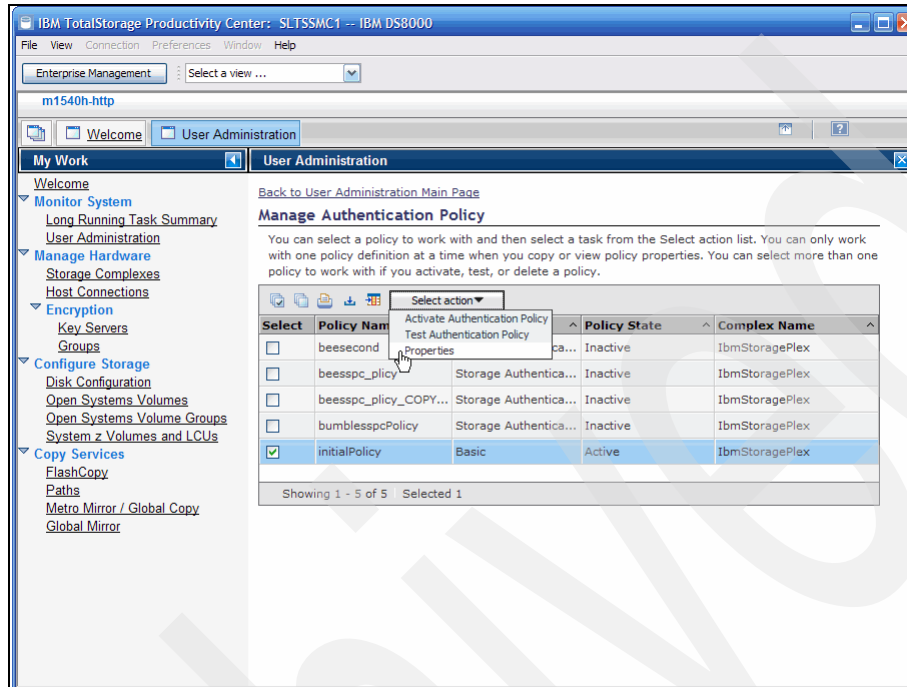 IBM TotalStorage Productivity Center: SLTSSMC1 -- IBM DS8000
File View Connection Preferences Window Help
Enterprise Management Select a view ...
m1540h-http
Welcome User Administration ?
My Work
Welcome
Monitor System
Long Running Task Summary
User Administration
Manage Hardware
Storage Complexes
Host Connections
Encryption
Key Servers
Groups
Configure Storage
Disk Configuration
Open Systems Volumes
Open Systems Volume Groups
System z Volumes and LCUs
Copy Services
FlashCopy
Paths
Metro Mirror / Global Copy
Global Mirror
User Administration
Back to User Administration Main Page
Manage Authentication Policy
You can select a policy to work with and then select a task from the Select action list. You can only work
with one policy definition at a time when you copy or view policy properties. You can select more than one
policy to work with if you activate, test, or delete a policy.
Select action
Activate Authentication Policy
Test Authentication Policy
Properties
Select Policy Nam Policy State Complex Name
beesecond ca... Inactive IbmStoragePlex
beesspc_plicy Storage Authentica... Inactive IbmStoragePlex
beesspc_plicy_COPY... Storage Authentica... Inactive IbmStoragePlex
bumblesspcPolicy Storage Authentica... Inactive IbmStoragePlex
initialPolicy Basic Active IbmStoragePlex
Showing 1 - 5 of 5 Selected 1